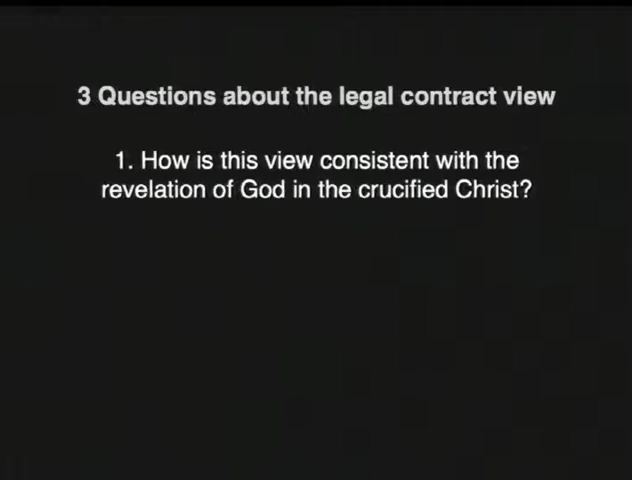 3 Questions about the legal contract view
1. How is this view consistent with the
revelation of God in the crucified Christ?